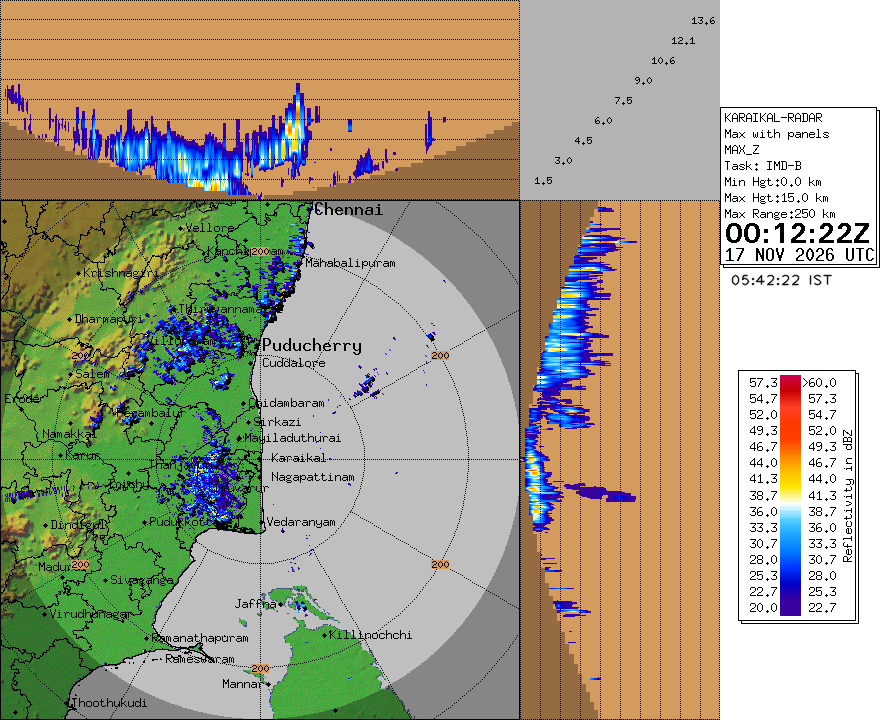 13.6
12.1
10.6
9.0
7.5
6.0
4.5
3.0
1.5
KARAIKAL-RADAR
Max with panels
MAX_Z
Task: IMD-B
Min Hgt:0.0 km
Max Hgt:15.0 km
Max Range:250 km
00:12:22Z
17 NOV 2026 UTC
05:42:22 IST
Chennai
Vellore
200
Mahabalipuram
Krishnagiri
Dharmapuri
Puducherry
200
200
Cuddalore
Salem
Chidambaram
Sirkazi
Mayiladuthurai
Namakkal
Karur
Karaikal
Nagapattinam
Vedaranyam
200
200
Sivaganga
Jaffna
Virudhunagar
Killinochchi
Ramanathapuram
Rameswaram
200
Mannar
Thoothukudi
57.3 >60.0
54.7 57.3
52.0 54.7
49.3 52.0
46.7 49.3
44.0 46.7
41.3 44.0
38.7 41.3
36.0 38.7
33.3 36.0
30.7 33.3
28.0 30.7
25.3 28.0
22.7 25.3
20.0 22.7
Reflectivity in dBZ